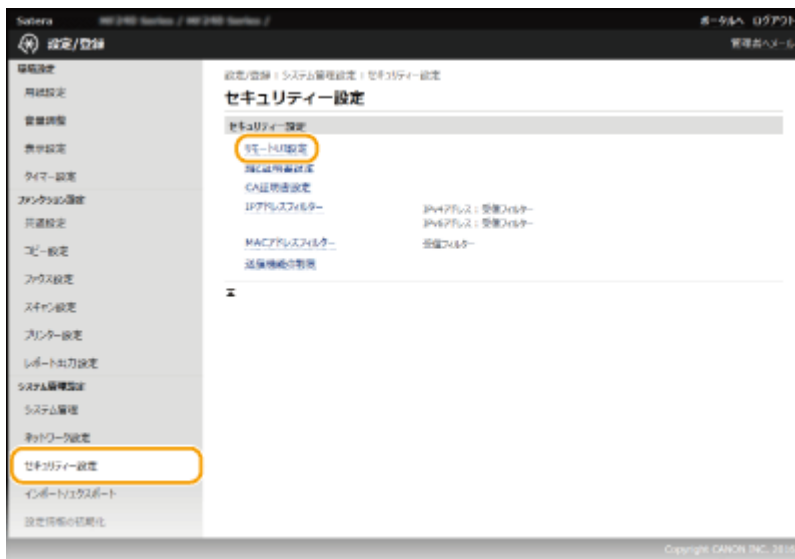 Satera MF240 Series / MF240 Series /
ポータルへ ログアウト
設定/登録
管理者へメール
環境設定
用紙設定
音量調整
表示設定
タイマー設定
ファンクション設定
共通設定
コピー設定
ファクス設定
スキャン設定
プリンター設定
レポート出力設定
システム管理設定
システム管理
ネットワーク設定
セキュリティー設定
インポート/エクスポート
設定情報の初期化
設定/登録 : システム管理設定 : セキュリティー設定
セキュリティー設定
セキュリティー設定
リモートUI設定
CA証明書設定
IPアドレスフィルター
IPv4アドレス : 受信フィルター
IPv6アドレス : 受信フィルター
MACアドレスフィルター
受信フィルター
送信機能の制限
Copyright CANON INC. 2016